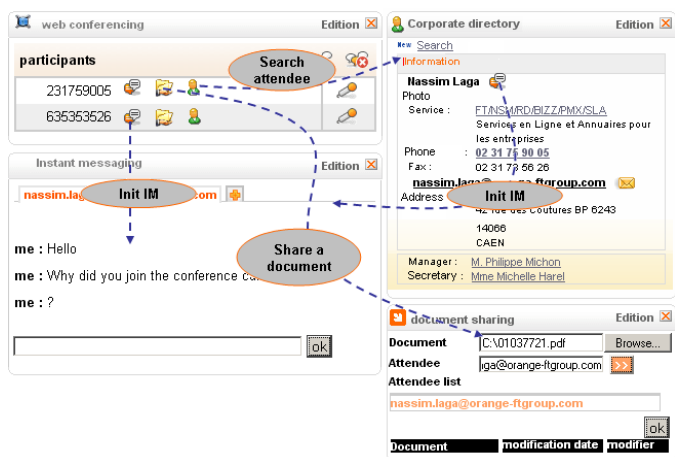 web conferencing Edition
participants
231759005
635353526
Search
attendee
Instant messaging Edition
nassim.lag com
Init IM
me : Hello
me : Why did you join the conference
me : ?
ok
Share a
document
Corporate directory Edition
New Search
Information
Nassim Laga
Photo
Service : FT/NSM/RD/BIZZ/PMX/SLA
Services en Ligne et Annuaires pour
les entreprises
Phone : 02 31 75 90 05
Fax : 02 31 73 56 26
nassim.laga ftgroup.com
Init IM
Address 42 rue des Coutures BP 6243
14066
CAEN
Manager : M. Philippe Michon
Secretary : Mme Michelle Harel
document sharing Edition
Document C:\01037721.pdf Browse...
Attendee ıga@orange-ftgroup.com >>
Attendee list
nassim.laga@orange-ftgroup.com
ok
Document modification date modifier